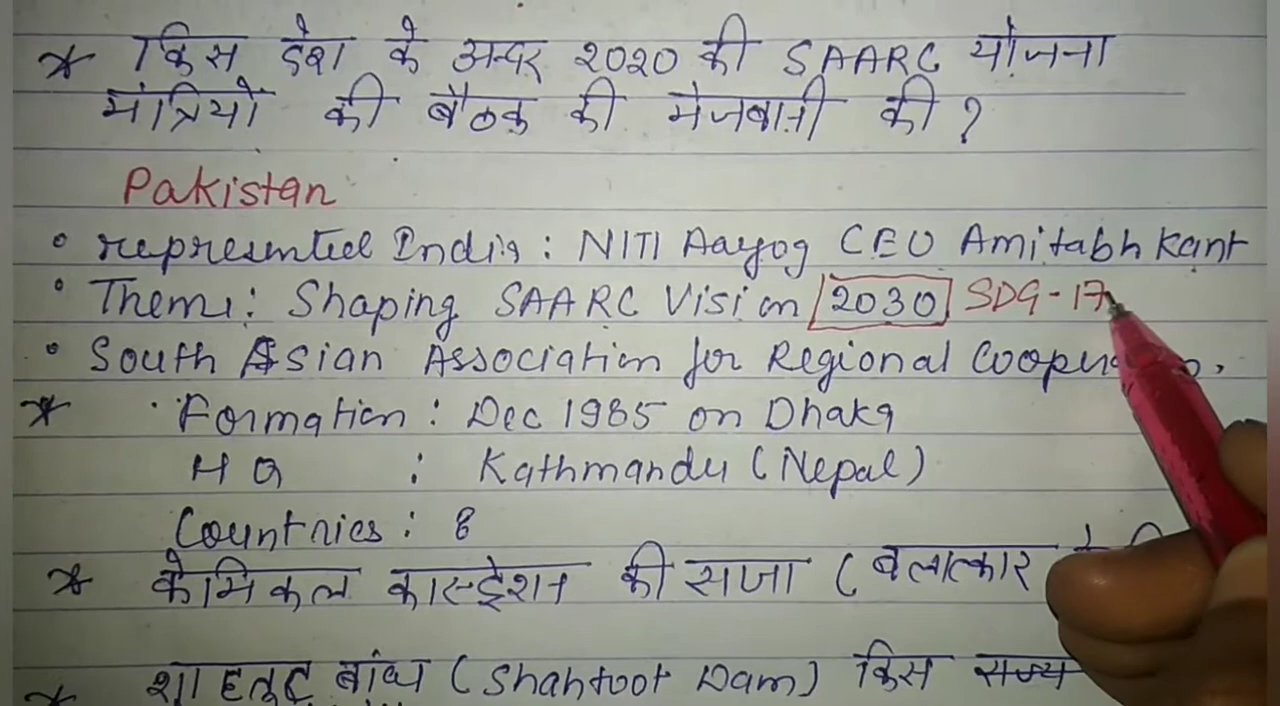 * किस देश के अन्दर 2020 की SAARC योजना
मंत्रियों की बैठक की मेजबानी की ?
Pakistan
• represented India : NITI Aayog CEO Amitabh Kant
• Theme : Shaping SAARC Vision 2030 SDG-17
• South Asian Association for Regional
* Formation : Dec 1985 on Dhaka
HQ : Kathmandu (Nepal)
Countries : 8
* केमिकल कास्ट्रेशन की सजा ( बलात्कार
* शाहतूट बांध (Shahtoot Dam) किस राज्य